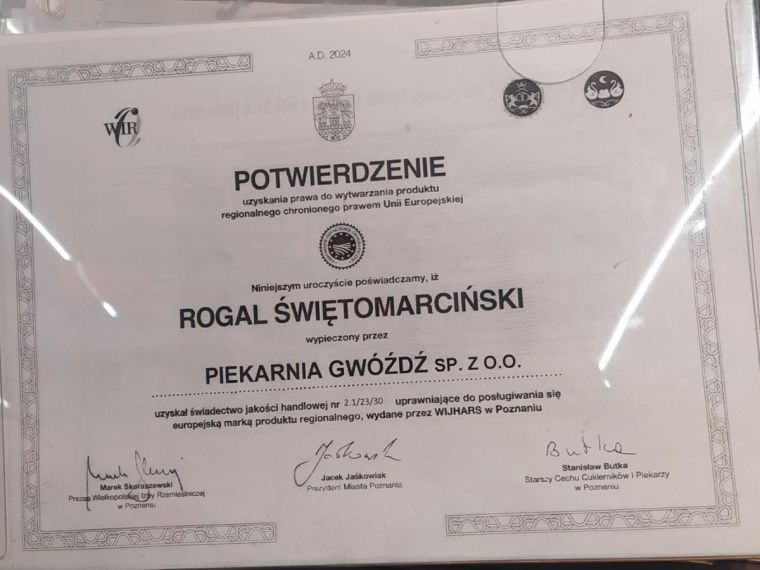 A.D. 2024
WIR
POTWIERDZENIE
uzyskania prawa do wytwarzania produktu
regionalnego chronionego prawem Unii Europejskiej
Niniejszym uroczyście poświadczamy, iż
ROGAL ŚWIĘTOMARCIŃSKI
wypieczony przez
PIEKARNIA GWÓŹDŹ SP. Z O.O.
uzyskał świadectwo jakości handlowej nr 2.1/23/30 uprawniające do posługiwania się
europejską marką produktu regionalnego, wydane przez WIJHARS w Poznaniu
Jaśkowiak
Butka
Marek Skoraszewski
Prezes Wielkopolskiej Izby Rzemieślniczej
w Poznaniu
Jacek Jaśkowiak
Prezydent Miasta Poznania
Stanisław Butka
Starszy Cechu Cukierników i Piekarzy
w Poznaniu